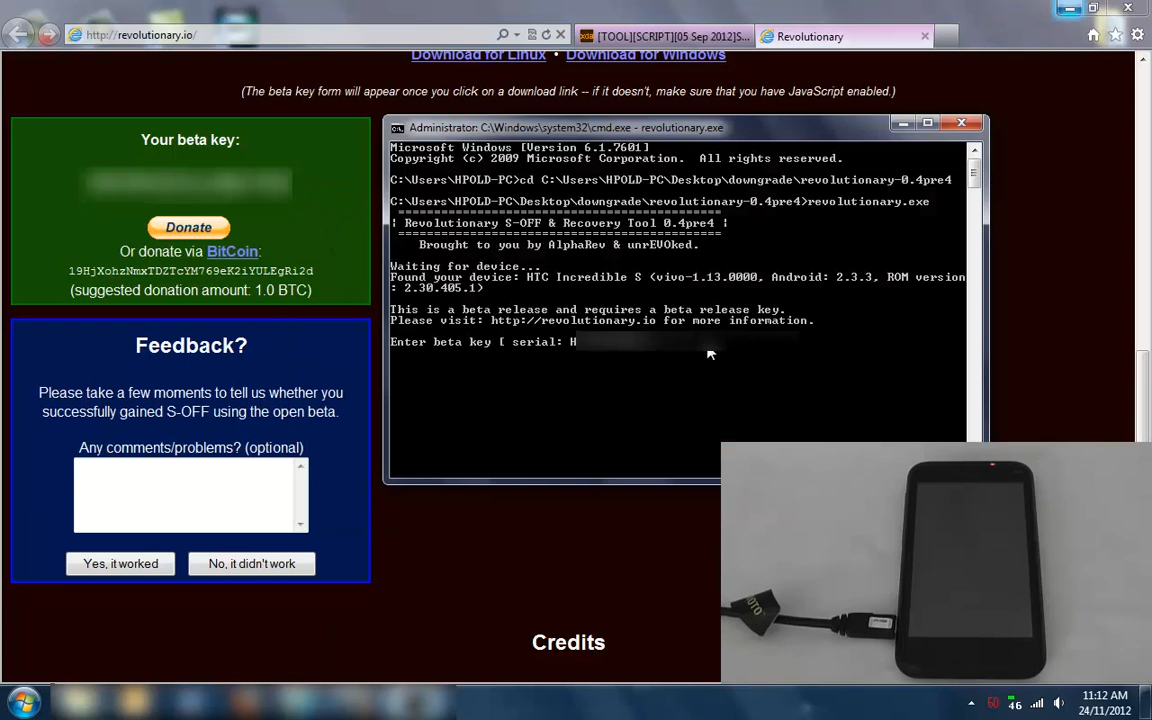 http://revolutionary.io/
[TOOL][SCRIPT][05 Sep 2012]S...
Revolutionary
Download for Linux • Download for Windows
(The beta key form will appear once you click on a download link -- if it doesn't, make sure that you have JavaScript enabled.)
Your beta key:
Donate
Or donate via BitCoin:
19HjXohzNmxTDZTcYM769eK2iYULEgRi2d
(suggested donation amount: 1.0 BTC)
Feedback?
Please take a few moments to tell us whether you
successfully gained S-OFF using the open beta.
Any comments/problems? (optional)
Yes, it worked
No, it didn't work
Administrator: C:\Windows\system32\cmd.exe - revolutionary.exe
Microsoft Windows [Version 6.1.7601]
Copyright (c) 2009 Microsoft Corporation. All rights reserved.
C:\Users\HPOLD-PC>cd C:\Users\HPOLD-PC\Desktop\downgrade\revolutionary-0.4pre4
C:\Users\HPOLD-PC\Desktop\downgrade\revolutionary-0.4pre4>revolutionary.exe
=============================================
| Revolutionary S-OFF & Recovery Tool 0.4pre4 |
=============================================
Brought to you by AlphaRev & unrEVOked.
Waiting for device...
Found your device: HTC Incredible S (vivo-1.13.0000, Android: 2.3.3, ROM version
: 2.30.405.1)
This is a beta release and requires a beta release key.
Please visit: http://revolutionary.io for more information.
Enter beta key [ serial: H
Credits
60
46
11:12 AM
24/11/2012